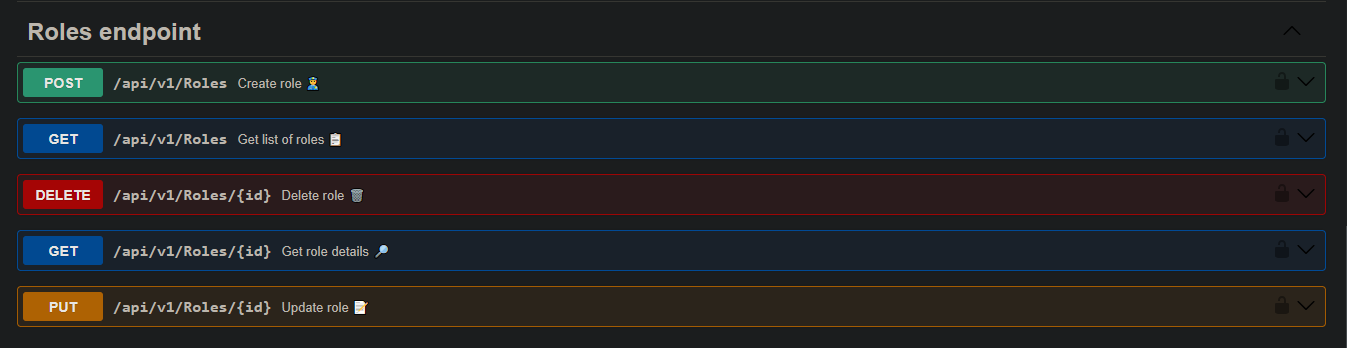 Roles endpoint
POST /api/v1/Roles Create role 👮
GET /api/v1/Roles Get list of roles 📋
DELETE /api/v1/Roles/{id} Delete role 🗑️
GET /api/v1/Roles/{id} Get role details 🔎
PUT /api/v1/Roles/{id} Update role 📝